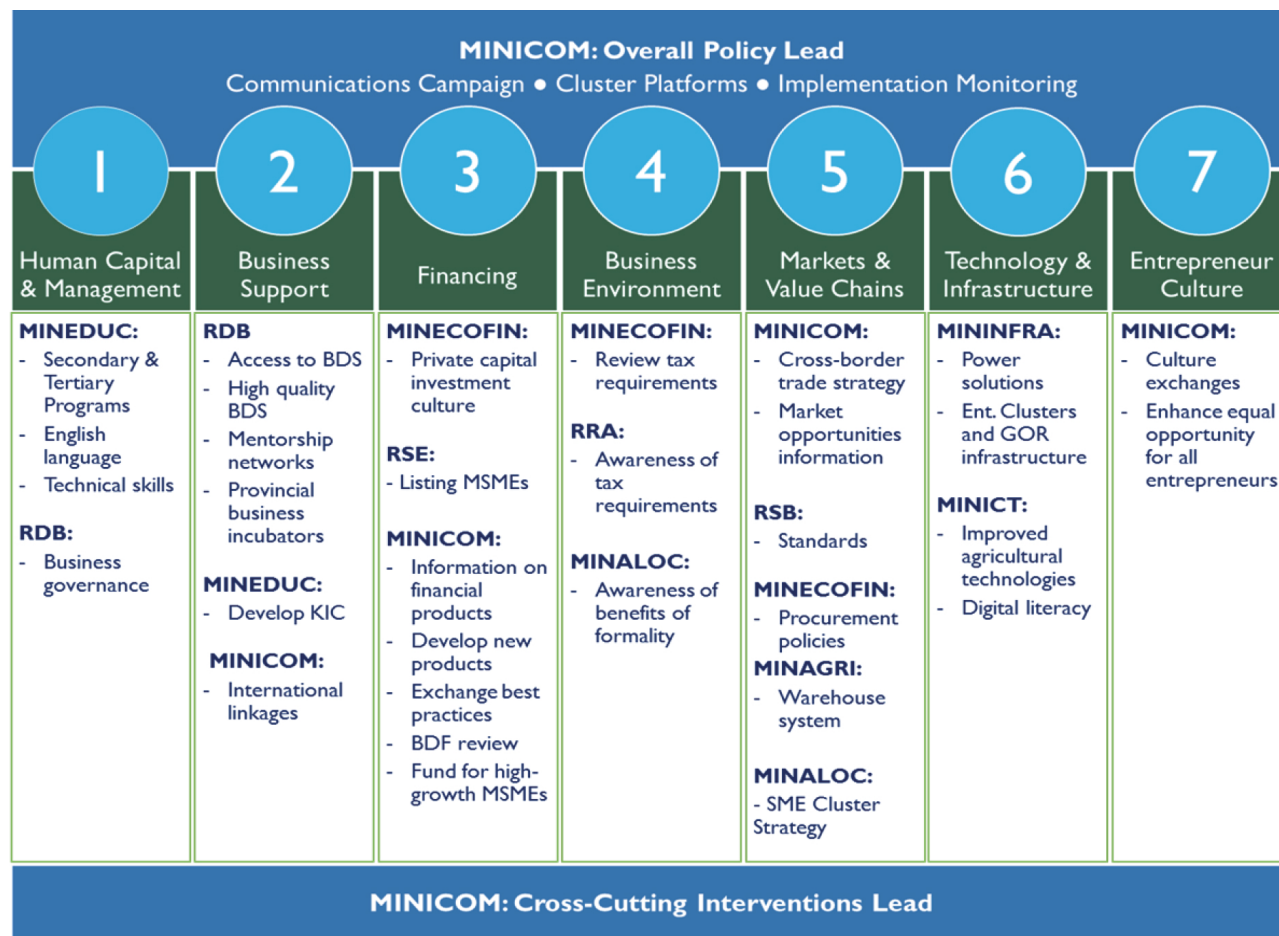 MINICOM: Overall Policy Lead
Communications Campaign ● Cluster Platforms ● Implementation Monitoring
1
Human Capital
& Management
MINEDUC:
- Secondary &
Tertiary
Programs
- English
language
- Technical skills
RDB:
- Business
governance
2
Business
Support
RDB
- Access to BDS
- High quality
BDS
- Mentorship
networks
- Provincial
business
incubators
MINEDUC:
- Develop KIC
MINICOM:
- International
linkages
3
Financing
MINECOFIN:
- Private capital
investment
culture
RSE:
- Listing MSMEs
MINICOM:
- Information on
financial
products
- Develop new
products
- Exchange best
practices
- BDF review
- Fund for high-
growth MSMEs
4
Business
Environment
MINECOFIN:
- Review tax
requirements
RRA:
- Awareness of
tax
requirements
MINALOC:
- Awareness of
benefits of
formality
5
Markets &
Value Chains
MINICOM:
- Cross-border
trade strategy
- Market
opportunities
information
RSB:
- Standards
MINECOFIN:
- Procurement
policies
MINAGRI:
- Warehouse
system
MINALOC:
- SME Cluster
Strategy
6
Technology &
Infrastructure
MININFRA:
- Power
solutions
- Ent. Clusters
and GOR
infrastructure
MINICT:
- Improved
agricultural
technologies
- Digital literacy
7
Entrepreneur
Culture
MINICOM:
- Culture
exchanges
- Enhance equal
opportunity
for all
entrepreneurs
MINICOM: Cross-Cutting Interventions Lead